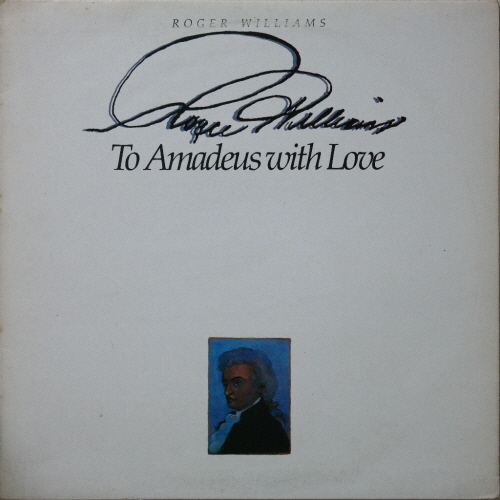 ROGER WILLIAMS
Roger Williams
To Amadeus with Love